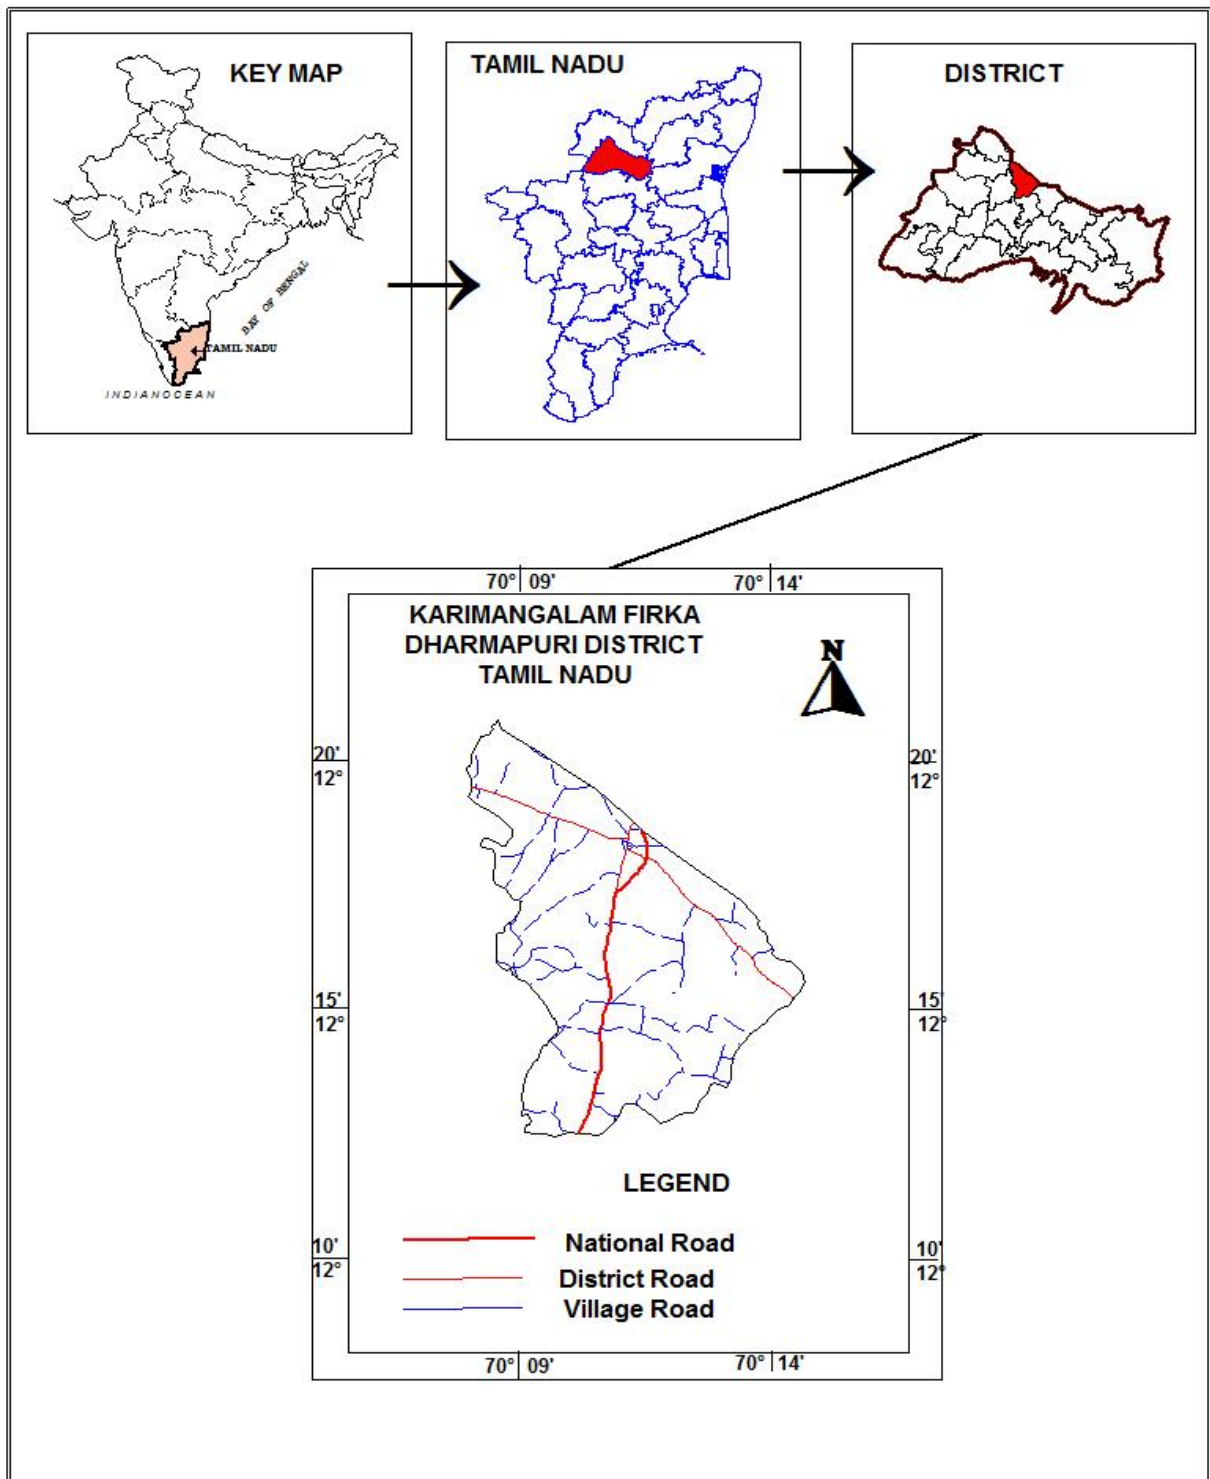 KEY MAP
BAY OF BENGAL
TAMIL NADU
INDIANOCEAN
TAMIL NADU
DISTRICT
70° 09' 70° 14'
KARIMANGALAM FIRKA
DHARMAPURI DISTRICT
TAMIL NADU
N
20' 20'
12° 12°
15' 15'
12° 12°
LEGEND
National Road
10' 10'
12° 12°
District Road
Village Road
70° 09' 70° 14'